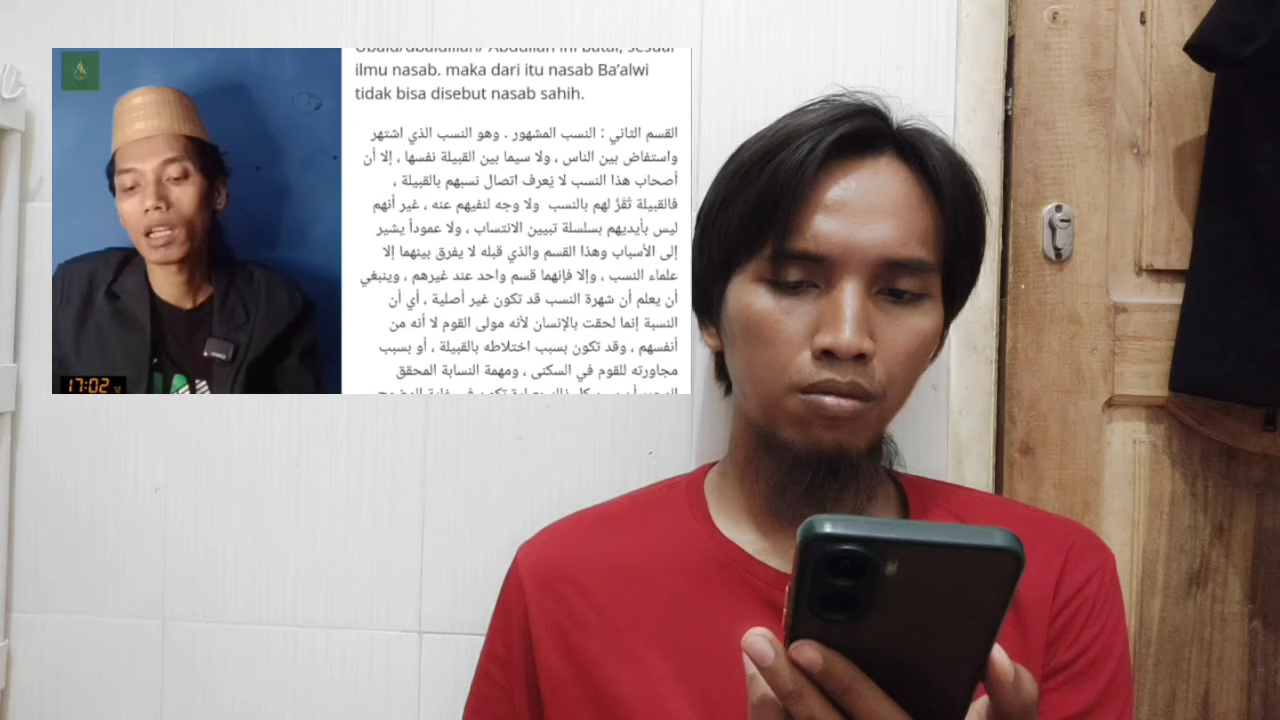 ilmu nasab. maka dari itu nasab Ba'alwi
tidak bisa disebut nasab sahih.
القسم الثاني : النسب المشهور . وهو النسب الذي اشتهر
واستفاض بين الناس ، ولا سيما بين القبيلة نفسها ، إلا أن
أصحاب هذا النسب لا يُعرف اتصال نسبهم بالقبيلة ،
فالقبيلة تُقَرُّ لهم بالنسب ولا وجه لنفيهم عنه ، غير أنهم
ليس بأيديهم بسلسلة تبيين الانتساب ، ولا عموداً يشير
إلى الأسباب وهذا القسم والذي قبله لا يفرق بينهما إلا
علماء النسب ، وإلا فإنهما قسم واحد عند غيرهم ، وينبغي
أن يعلم أن شهرة النسب قد تكون غير أصلية ، أي أن
النسبة إنما لحقت بالإنسان لأنه مولى القوم لا أنه من
أنفسهم ، وقد تكون بسبب اختلاطه بالقبيلة ، أو بسبب
مجاورته للقوم في السكنى ، ومهمة النسابة المحقق
17:02